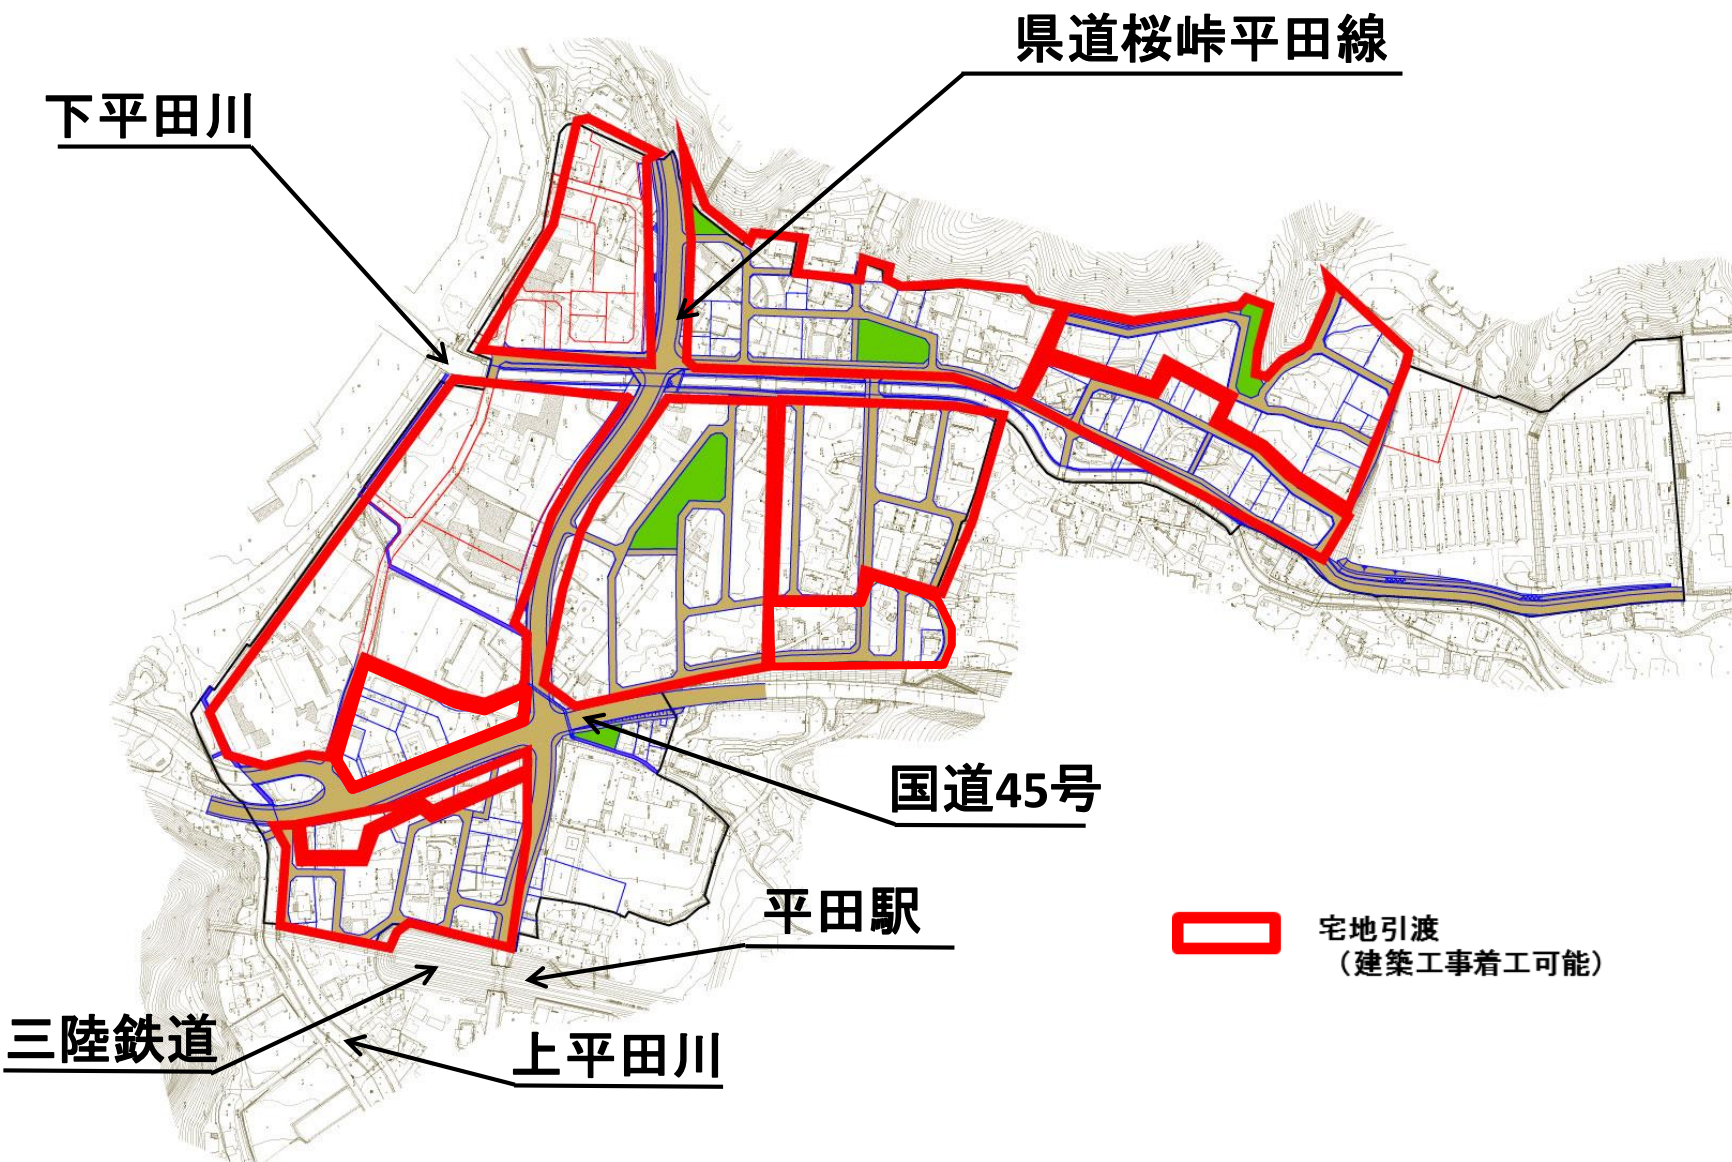 県道桜峠平田線
下平田川
国道45号
平田駅
宅地引渡
（建築工事着工可能）
三陸鉄道
上平田川